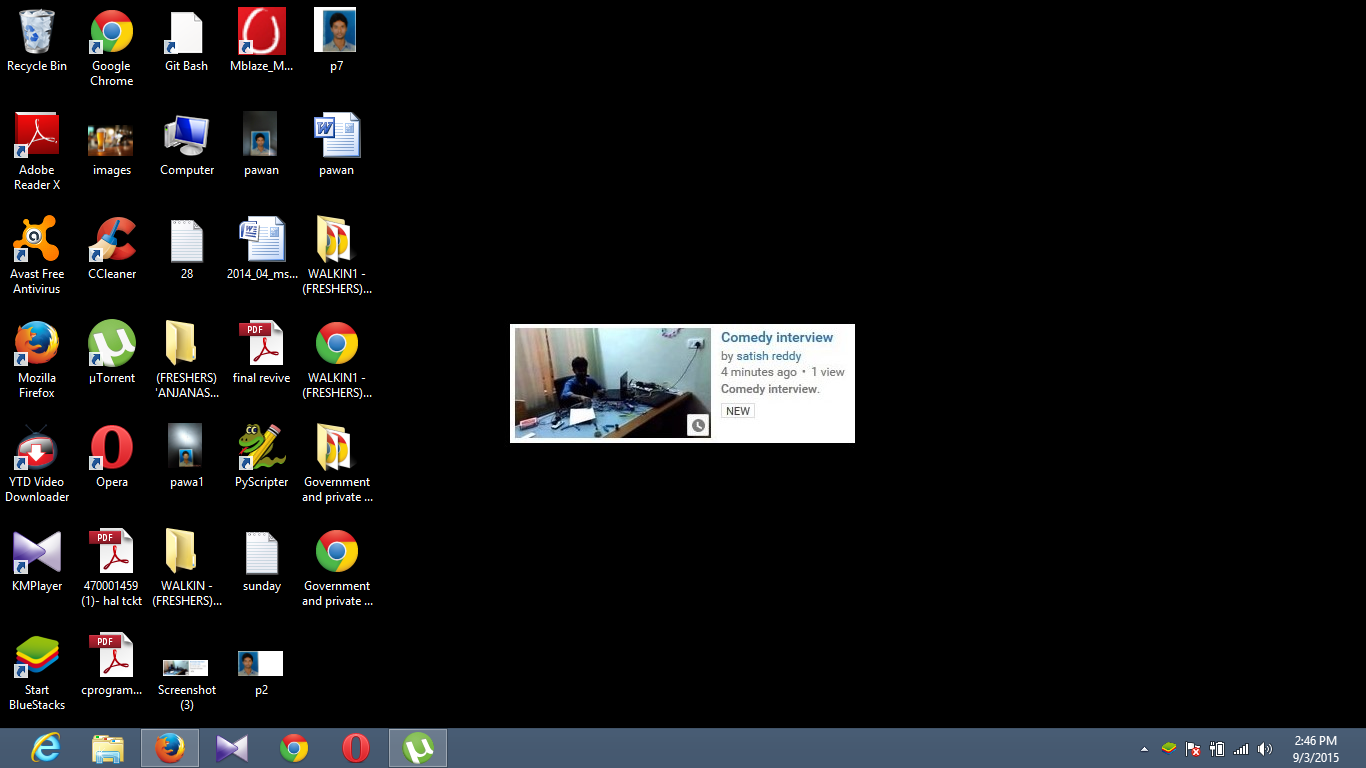 Recycle Bin
Google
Chrome
Git Bash
Mblaze_M...
p7
Adobe
Reader X
images
Computer
pawan
pawan
Avast Free
Antivirus
CCleaner
28
2014_04_ms...
WALKIN1 -
(FRESHERS)...
Mozilla
Firefox
µTorrent
(FRESHERS)
'ANJANAS...
PDF
final revive
WALKIN1 -
(FRESHERS)...
Comedy interview
by satish reddy
4 minutes ago • 1 view
Comedy interview.
NEW
YTD Video
Downloader
Opera
pawa1
PyScripter
Government
and private ...
KMPlayer
PDF
470001459
(1)- hal tckt
WALKIN -
(FRESHERS)...
sunday
Government
and private ...
Start
BlueStacks
PDF
cprogram...
Screenshot
(3)
p2
2:46 PM
9/3/2015